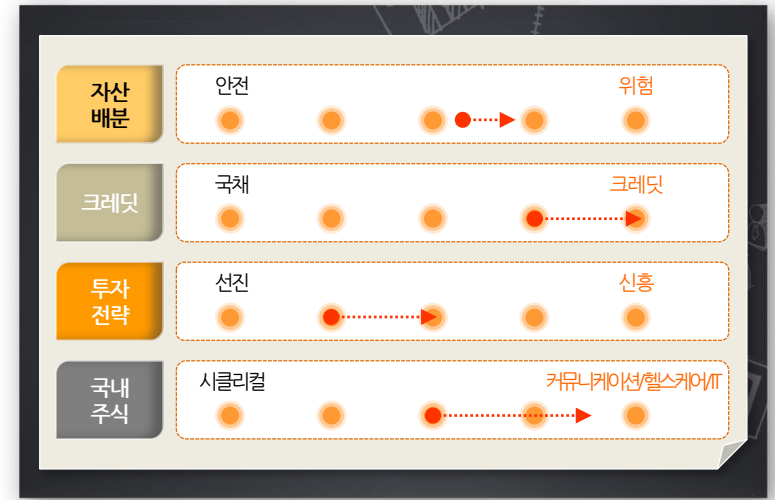 자산
배분
안전
위험
크레딧
국채
크레딧
투자
전략
선진
신흥
국내
주식
시클리컬
커뮤니케이션/헬스케어/IT